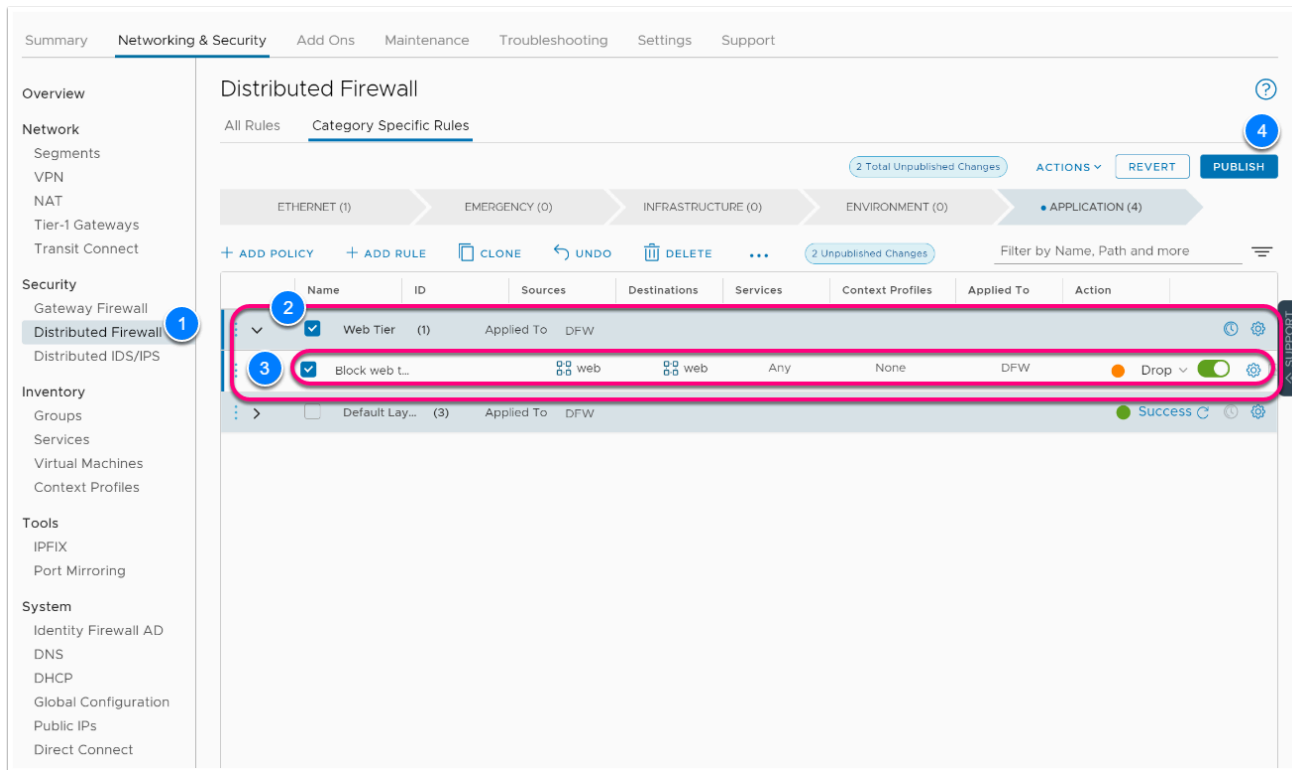 Summary Networking & Security Add Ons Maintenance Troubleshooting Settings Support
Overview
Network
Segments
VPN
NAT
Tier-1 Gateways
Transit Connect
Security
Gateway Firewall
Distributed Firewall 1
Distributed IDS/IPS
Inventory
Groups
Services
Virtual Machines
Context Profiles
Tools
IPFIX
Port Mirroring
System
Identity Firewall AD
DNS
DHCP
Global Configuration
Public IPs
Direct Connect
Distributed Firewall ?
All Rules Category Specific Rules 4
2 Total Unpublished Changes ACTIONS REVERT PUBLISH
ETHERNET (1) EMERGENCY (0) INFRASTRUCTURE (0) ENVIRONMENT (0) APPLICATION (4)
+ ADD POLICY + ADD RULE CLONE UNDO DELETE ... 2 Unpublished Changes Filter by Name, Path and more
Name ID Sources Destinations Services Context Profiles Applied To Action
2
Web Tier (1) Applied To DFW
3 Block web t... web web Any None DFW Drop
Default Lay... (3) Applied To DFW Success
SUPPORT